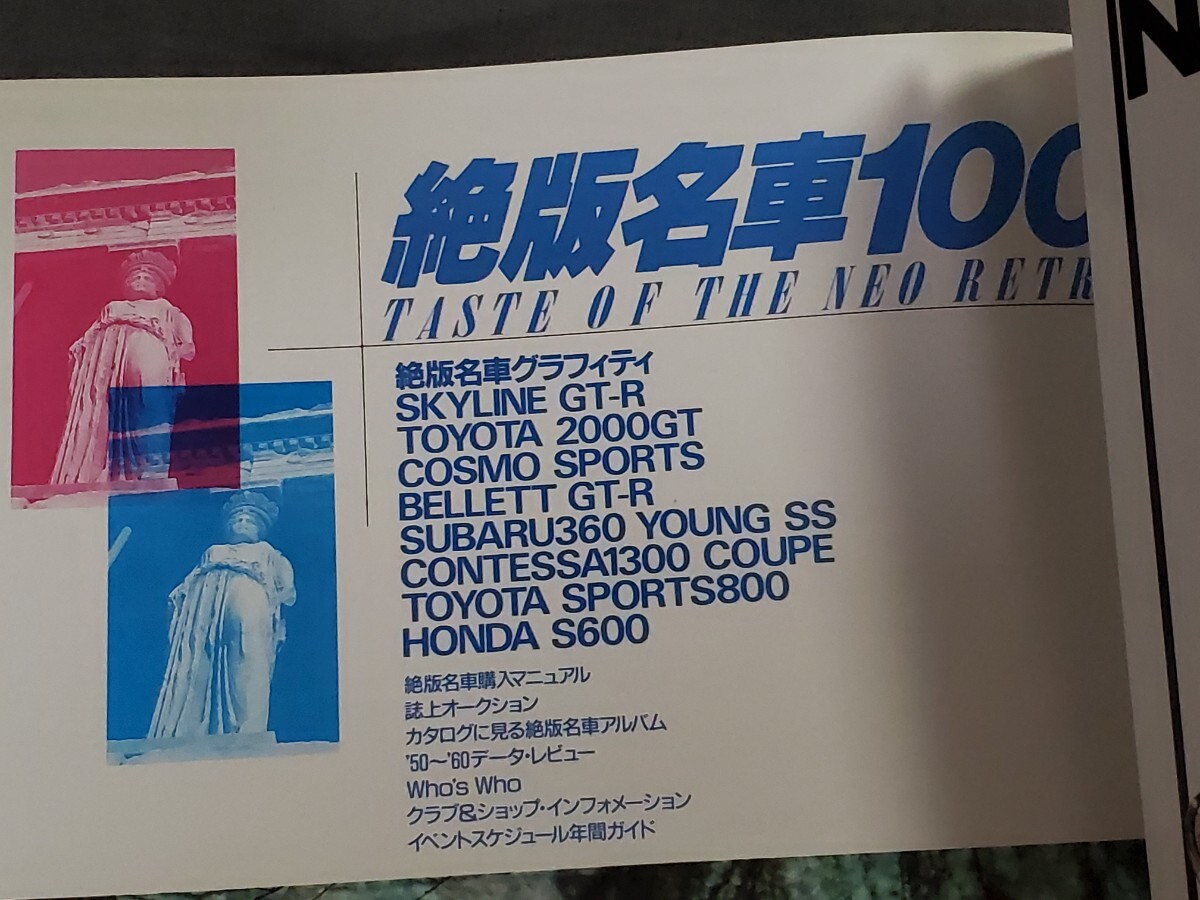 絶版名車100
TASTE OF THE NEO RETR
絶版名車グラフィティ
SKYLINE GT-R
TOYOTA 2000GT
COSMO SPORTS
BELLETT GT-R
SUBARU360 YOUNG SS
CONTESSA1300 COUPE
TOYOTA SPORTS800
HONDA S600
絶版名車購入マニュアル
誌上オークション
カタログに見る絶版名車アルバム
'50〜'60データ・レビュー
Who's Who
クラブ&ショップ・インフォメーション
イベントスケジュール年間ガイド
N